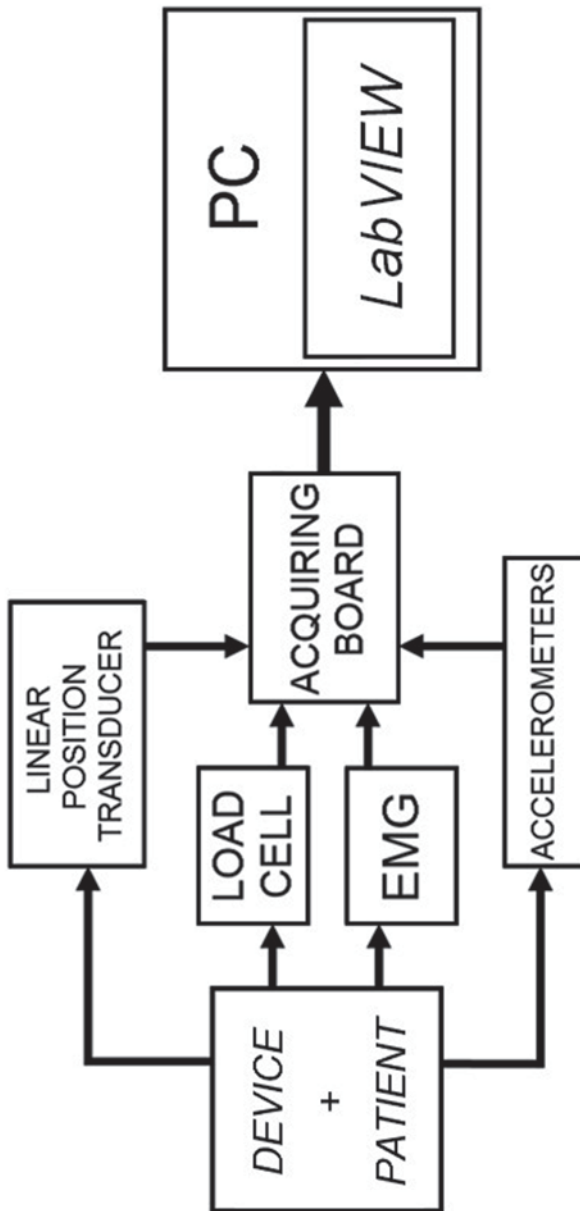 DEVICE
+
PATIENT
LINEAR
POSITION
TRANSDUCER
LOAD
CELL
EMG
ACCELEROMETERS
ACQUIRING
BOARD
PC
LabVIEW